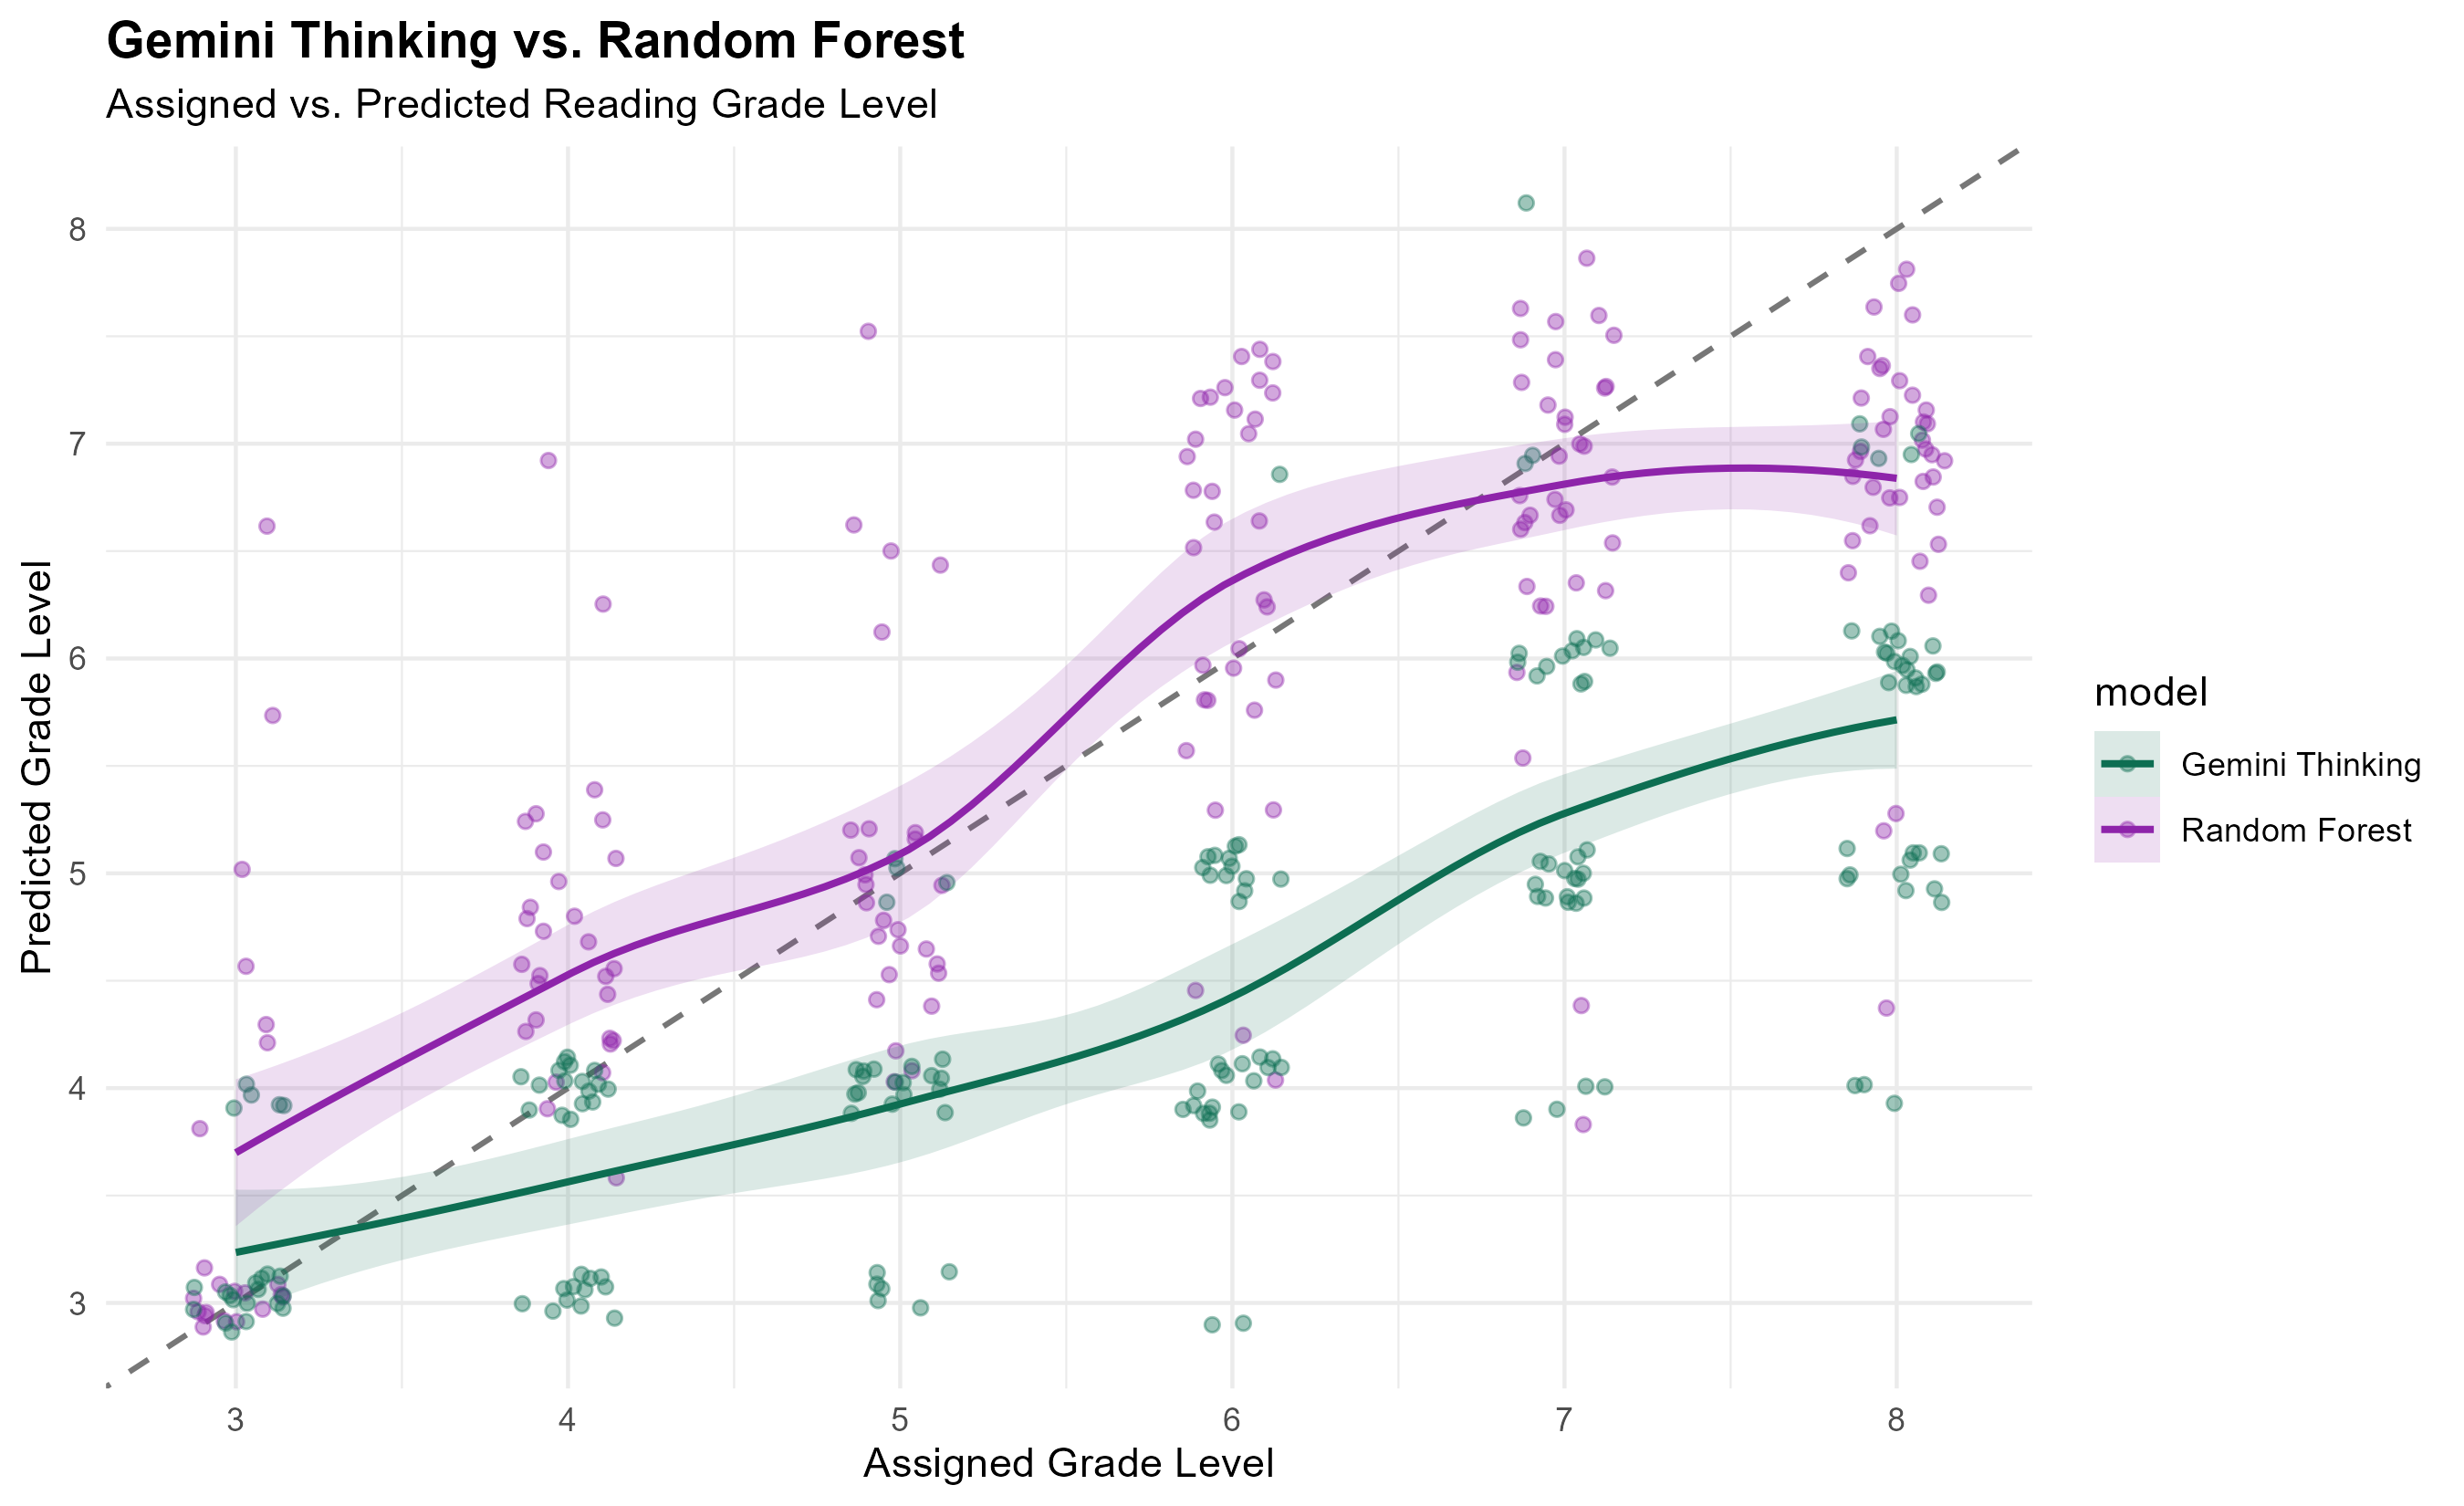 Gemini Thinking vs. Random Forest
Assigned vs. Predicted Reading Grade Level
Predicted Grade Level
8
7
6
5
4
3
3 4 5 6 7 8
Assigned Grade Level
model
Gemini Thinking
Random Forest